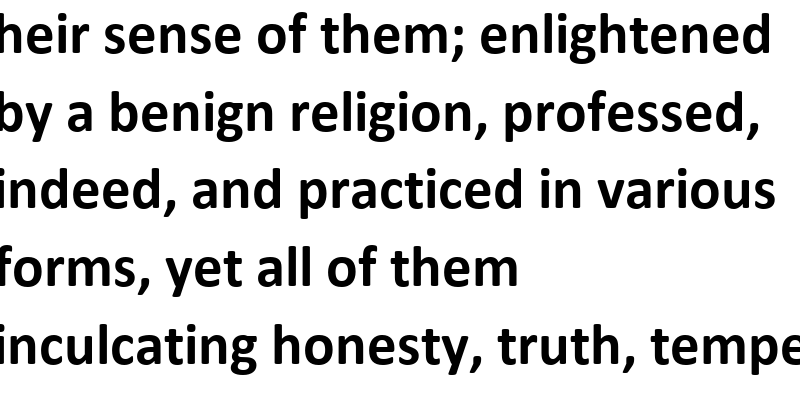 heir sense of them; enlightened
by a benign religion, professed,
indeed, and practiced in various
forms, yet all of them
inculcating honesty, truth, tempe